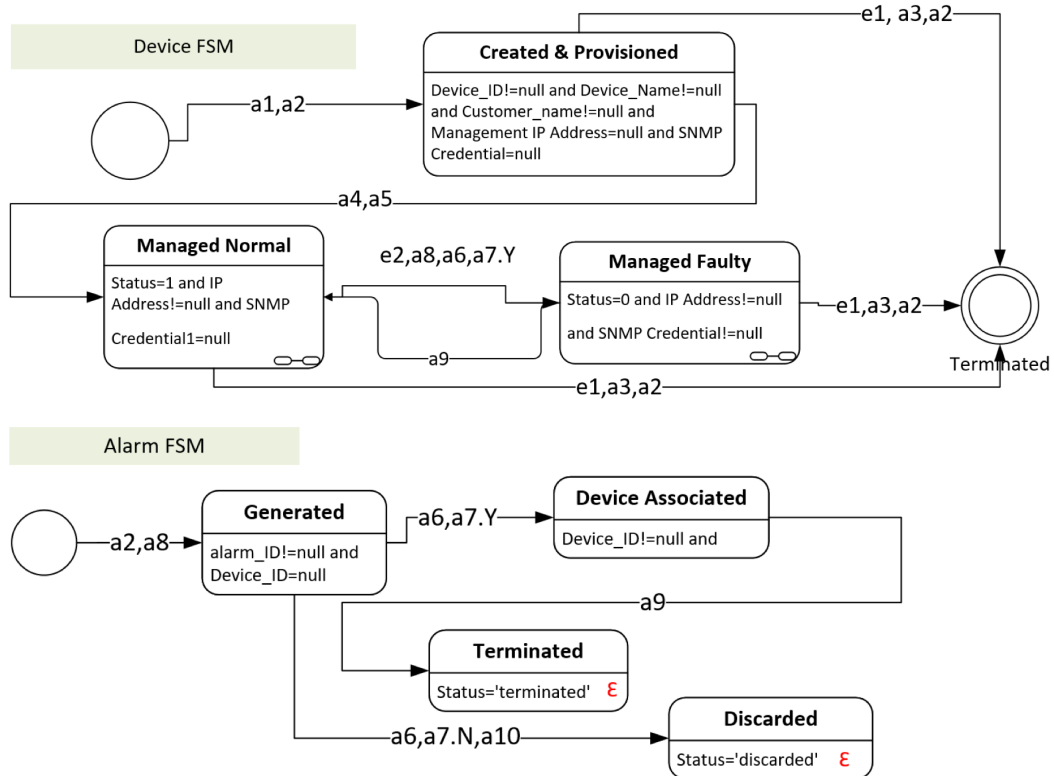 Device FSM
e1, a3,a2
Created & Provisioned
Device_ID!=null and Device_Name!=null
and Customer_name!=null and
Management IP Address=null and SNMP
Credential=null
a1,a2
a4,a5
Managed Normal
Status=1 and IP
Address!=null and SNMP
Credential1=null
e2,a8,a6,a7.Y
a9
Managed Faulty
Status=0 and IP Address!=null
and SNMP Credential!=null
e1,a3,a2
Terminated
e1,a3,a2
Alarm FSM
a2,a8
Generated
alarm_ID!=null and
Device_ID=null
a6,a7.Y
Device Associated
Device_ID!=null and
a9
Terminated
Status='terminated' ε
a6,a7.N,a10
Discarded
Status='discarded' ε